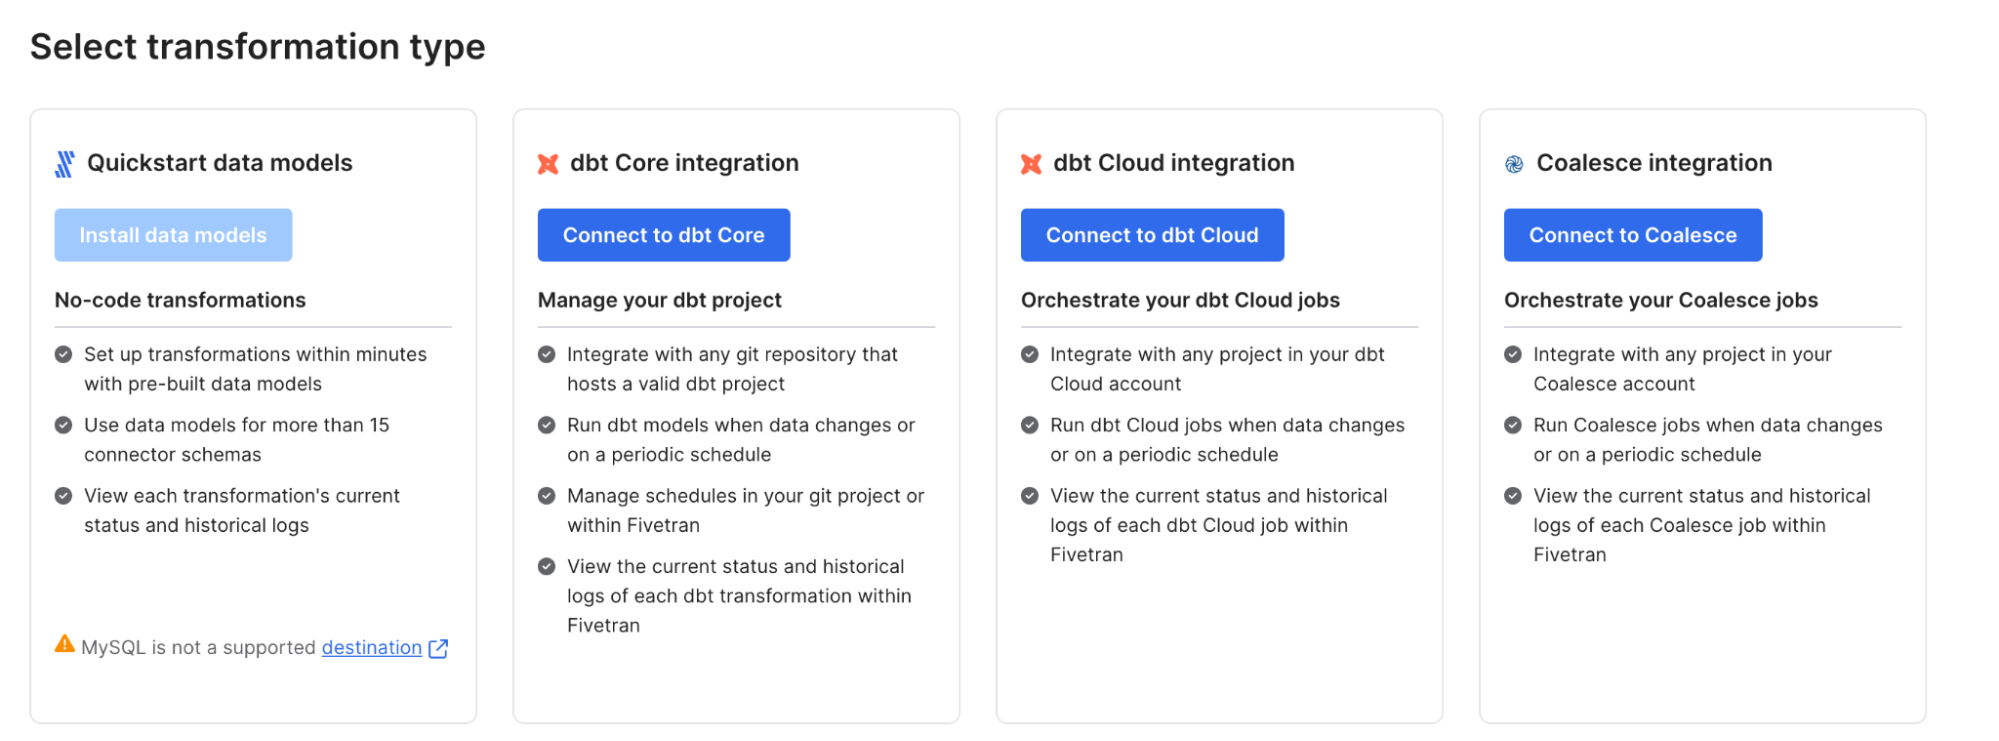 Select transformation type
Quickstart data models
Install data models
No-code transformations
Set up transformations within minutes
with pre-built data models
Use data models for more than 15
connector schemas
View each transformation's current
status and historical logs
MySQL is not a supported destination
dbt Core integration
Connect to dbt Core
Manage your dbt project
Integrate with any git repository that
hosts a valid dbt project
Run dbt models when data changes or
on a periodic schedule
Manage schedules in your git project or
within Fivetran
View the current status and historical
logs of each dbt transformation within
Fivetran
dbt Cloud integration
Connect to dbt Cloud
Orchestrate your dbt Cloud jobs
Integrate with any project in your dbt
Cloud account
Run dbt Cloud jobs when data changes
or on a periodic schedule
View the current status and historical
logs of each dbt Cloud job within
Fivetran
Coalesce integration
Connect to Coalesce
Orchestrate your Coalesce jobs
Integrate with any project in your
Coalesce account
Run Coalesce jobs when data changes
or on a periodic schedule
View the current status and historical
logs of each Coalesce job within
Fivetran